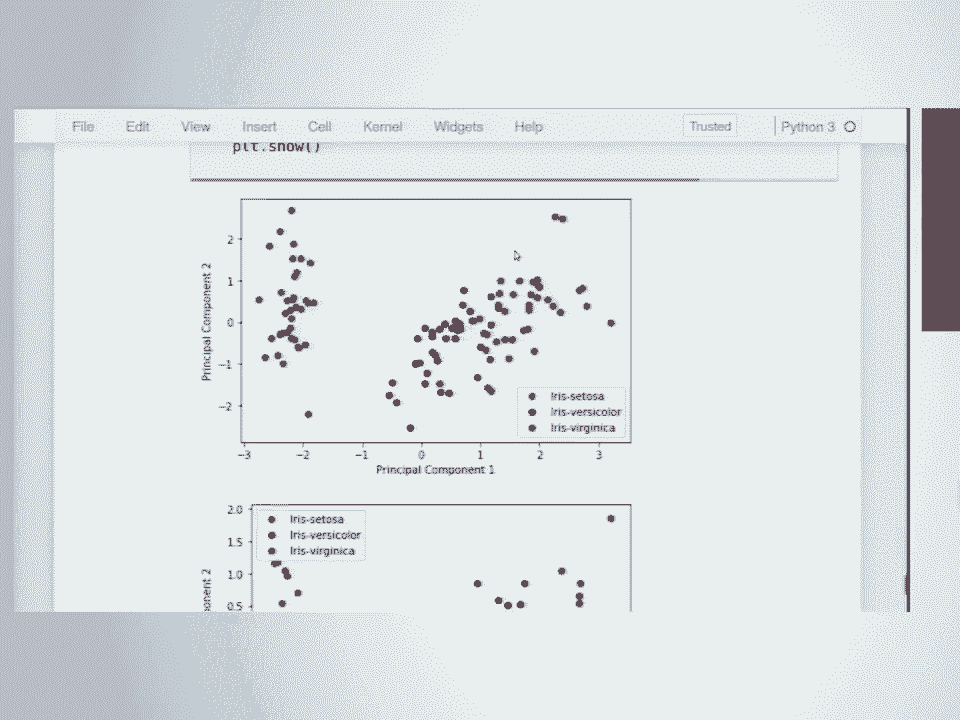 File Edit View Insert Cell Kernel Widgets Help Trusted Python 3
plt.show()
2
1
0
−1
−2
Principal Component 2
Iris-setosa
Iris-versicolor
Iris-virginica
−3 −2 −1 0 1 2 3
Principal Component 1
2.0
1.5
1.0
0.5
Iris-setosa
Iris-versicolor
Iris-virginica
onent 2